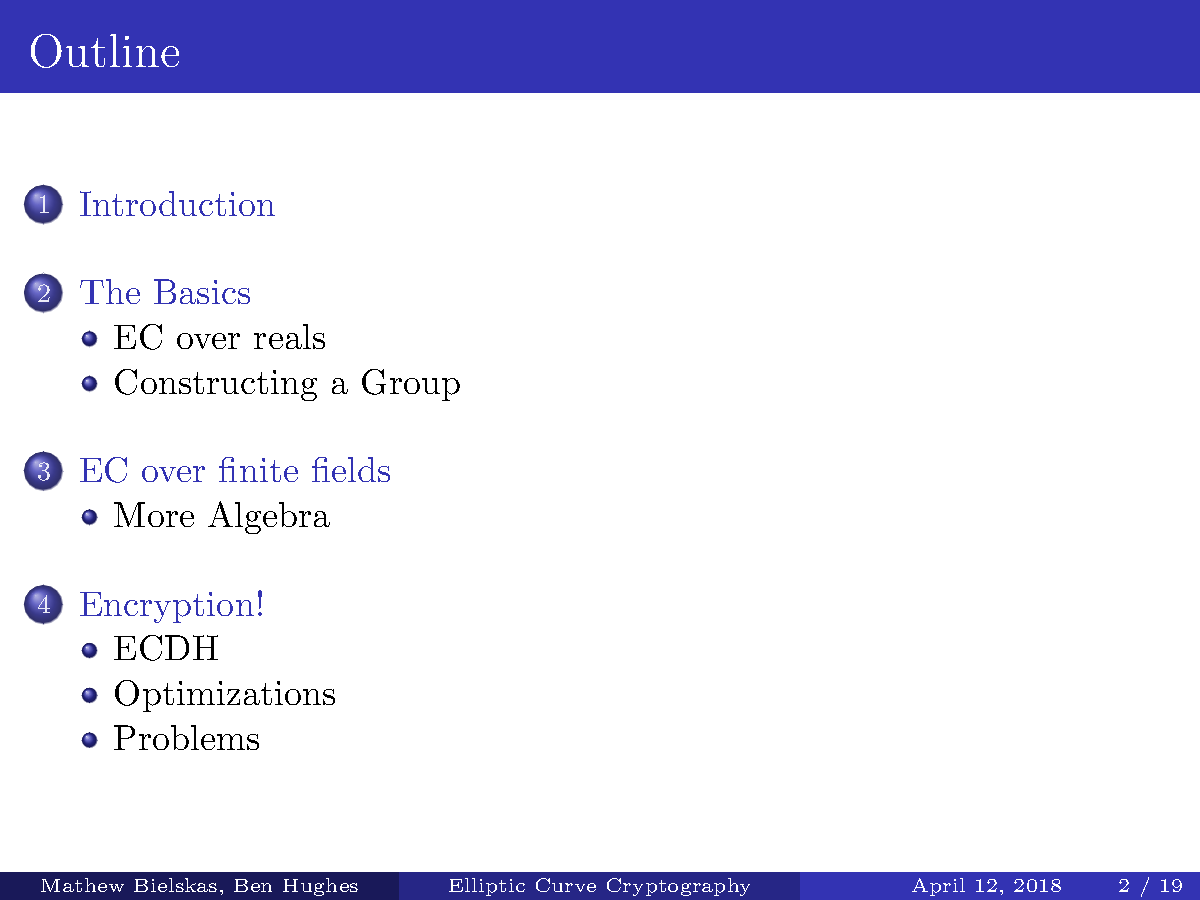 Outline
1 Introduction
2 The Basics
EC over reals
Constructing a Group
3 EC over finite fields
More Algebra
4 Encryption!
ECDH
Optimizations
Problems
Mathew Bielskas, Ben Hughes Elliptic Curve Cryptography April 12, 2018 2 / 19